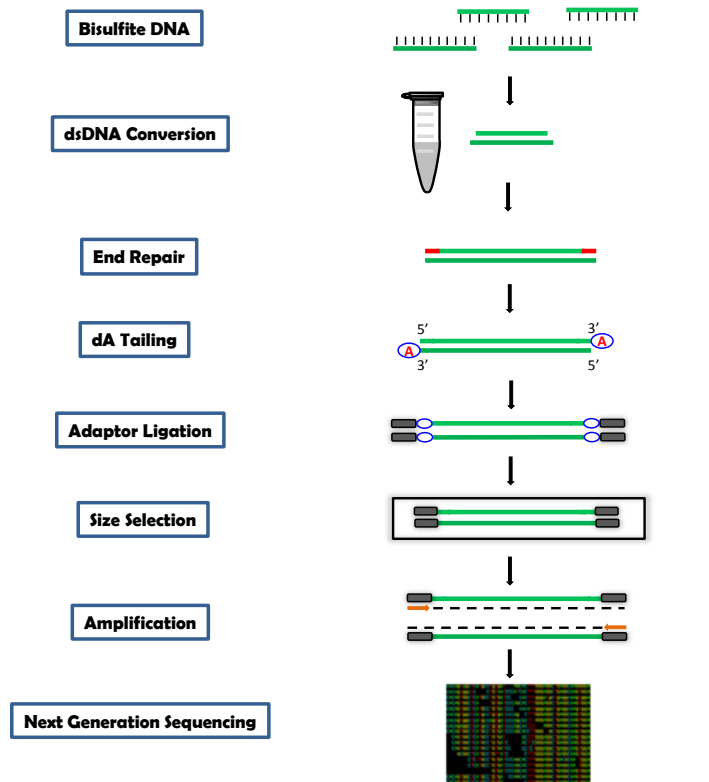 Bisulfite DNA
dsDNA Conversion
End Repair
dA Tailing
5’ 3’
A A
3’ 5’
Adaptor Ligation
Size Selection
Amplification
Next Generation Sequencing